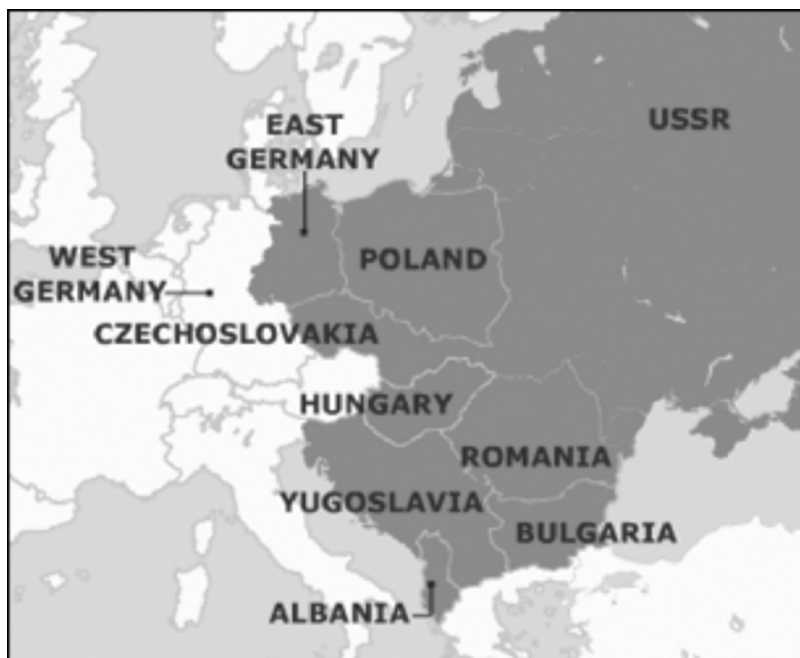 USSR
EAST
GERMANY
POLAND
WEST
GERMANY
CZECHOSLOVAKIA
HUNGARY
ROMANIA
YUGOSLAVIA
BULGARIA
ALBANIA